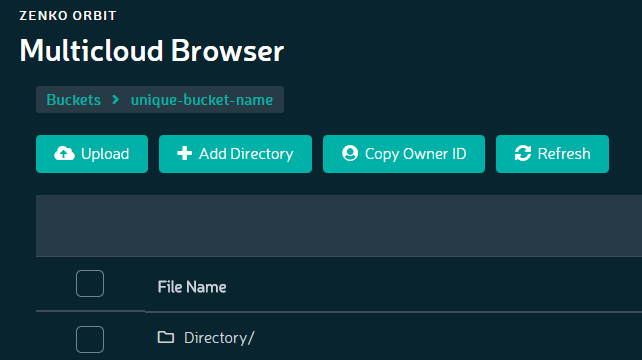 ZENKO ORBIT
Multicloud Browser
Buckets > unique-bucket-name
Upload Add Directory Copy Owner ID Refresh
File Name
Directory/